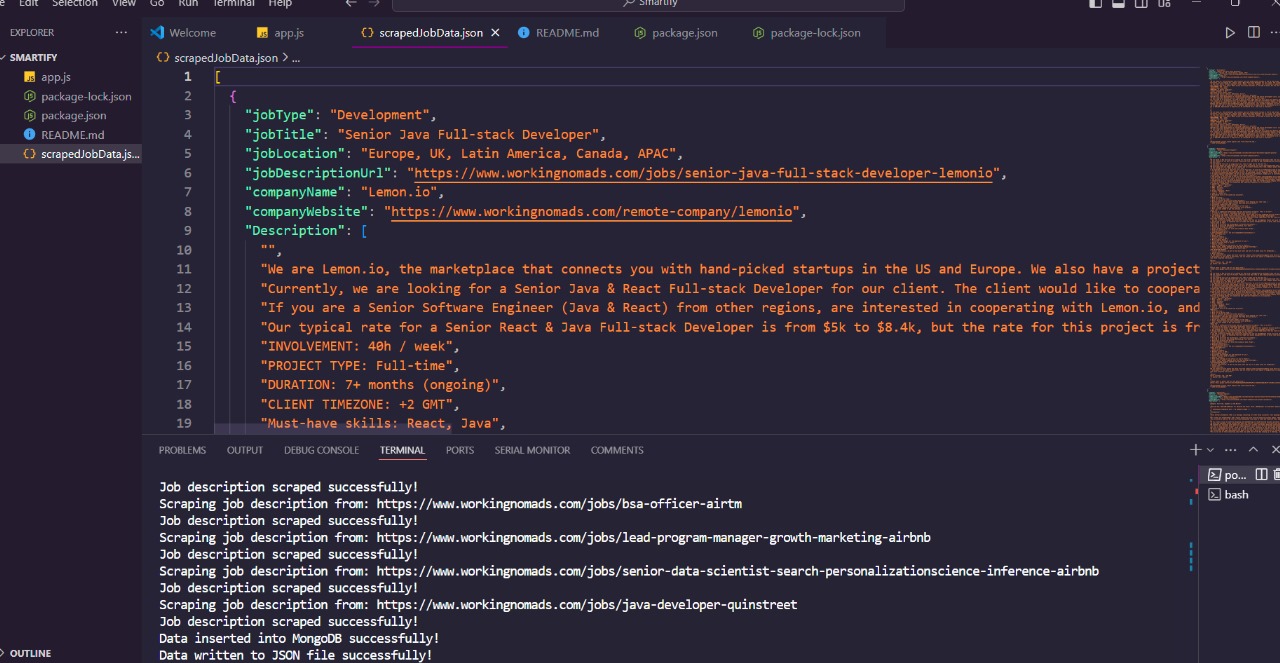 Edit Selection View Go Run Terminal Help
Smartify
EXPLORER
Welcome
app.js
scrapedJobData.json
README.md
package.json
package-lock.json
SMARTIFY
app.js
package-lock.json
package.json
README.md
scrapedJobData.js...
scrapedJobData.json > ...
1 [
2 {
3 "jobType": "Development",
4 "jobTitle": "Senior Java Full-stack Developer",
5 "jobLocation": "Europe, UK, Latin America, Canada, APAC",
6 "jobDescriptionUrl": "https://www.workingnomads.com/jobs/senior-java-full-stack-developer-lemonio",
7 "companyName": "Lemon.io",
8 "companyWebsite": "https://www.workingnomads.com/remote-company/lemonio",
9 "Description": [
10 "",
11 "We are Lemon.io, the marketplace that connects you with hand-picked startups in the US and Europe. We also have a project
12 "Currently, we are looking for a Senior Java & React Full-stack Developer for our client. The client would like to coopera
13 "If you are a Senior Software Engineer (Java & React) from other regions, are interested in cooperating with Lemon.io, and
14 "Our typical rate for a Senior React & Java Full-stack Developer is from $5k to $8.4k, but the rate for this project is fr
15 "INVOLVEMENT: 40h / week",
16 "PROJECT TYPE: Full-time",
17 "DURATION: 7+ months (ongoing)",
18 "CLIENT TIMEZONE: +2 GMT",
19 "Must-have skills: React, Java",
PROBLEMS OUTPUT DEBUG CONSOLE TERMINAL PORTS SERIAL MONITOR COMMENTS
Job description scraped successfully!
Scraping job description from: https://www.workingnomads.com/jobs/bsa-officer-airtm
Job description scraped successfully!
Scraping job description from: https://www.workingnomads.com/jobs/lead-program-manager-growth-marketing-airbnb
Job description scraped successfully!
Scraping job description from: https://www.workingnomads.com/jobs/senior-data-scientist-search-personalizationscience-inference-airbnb
Job description scraped successfully!
Scraping job description from: https://www.workingnomads.com/jobs/java-developer-quinstreet
Job description scraped successfully!
Data inserted into MongoDB successfully!
Data written to JSON file successfully!
po...
bash
OUTLINE